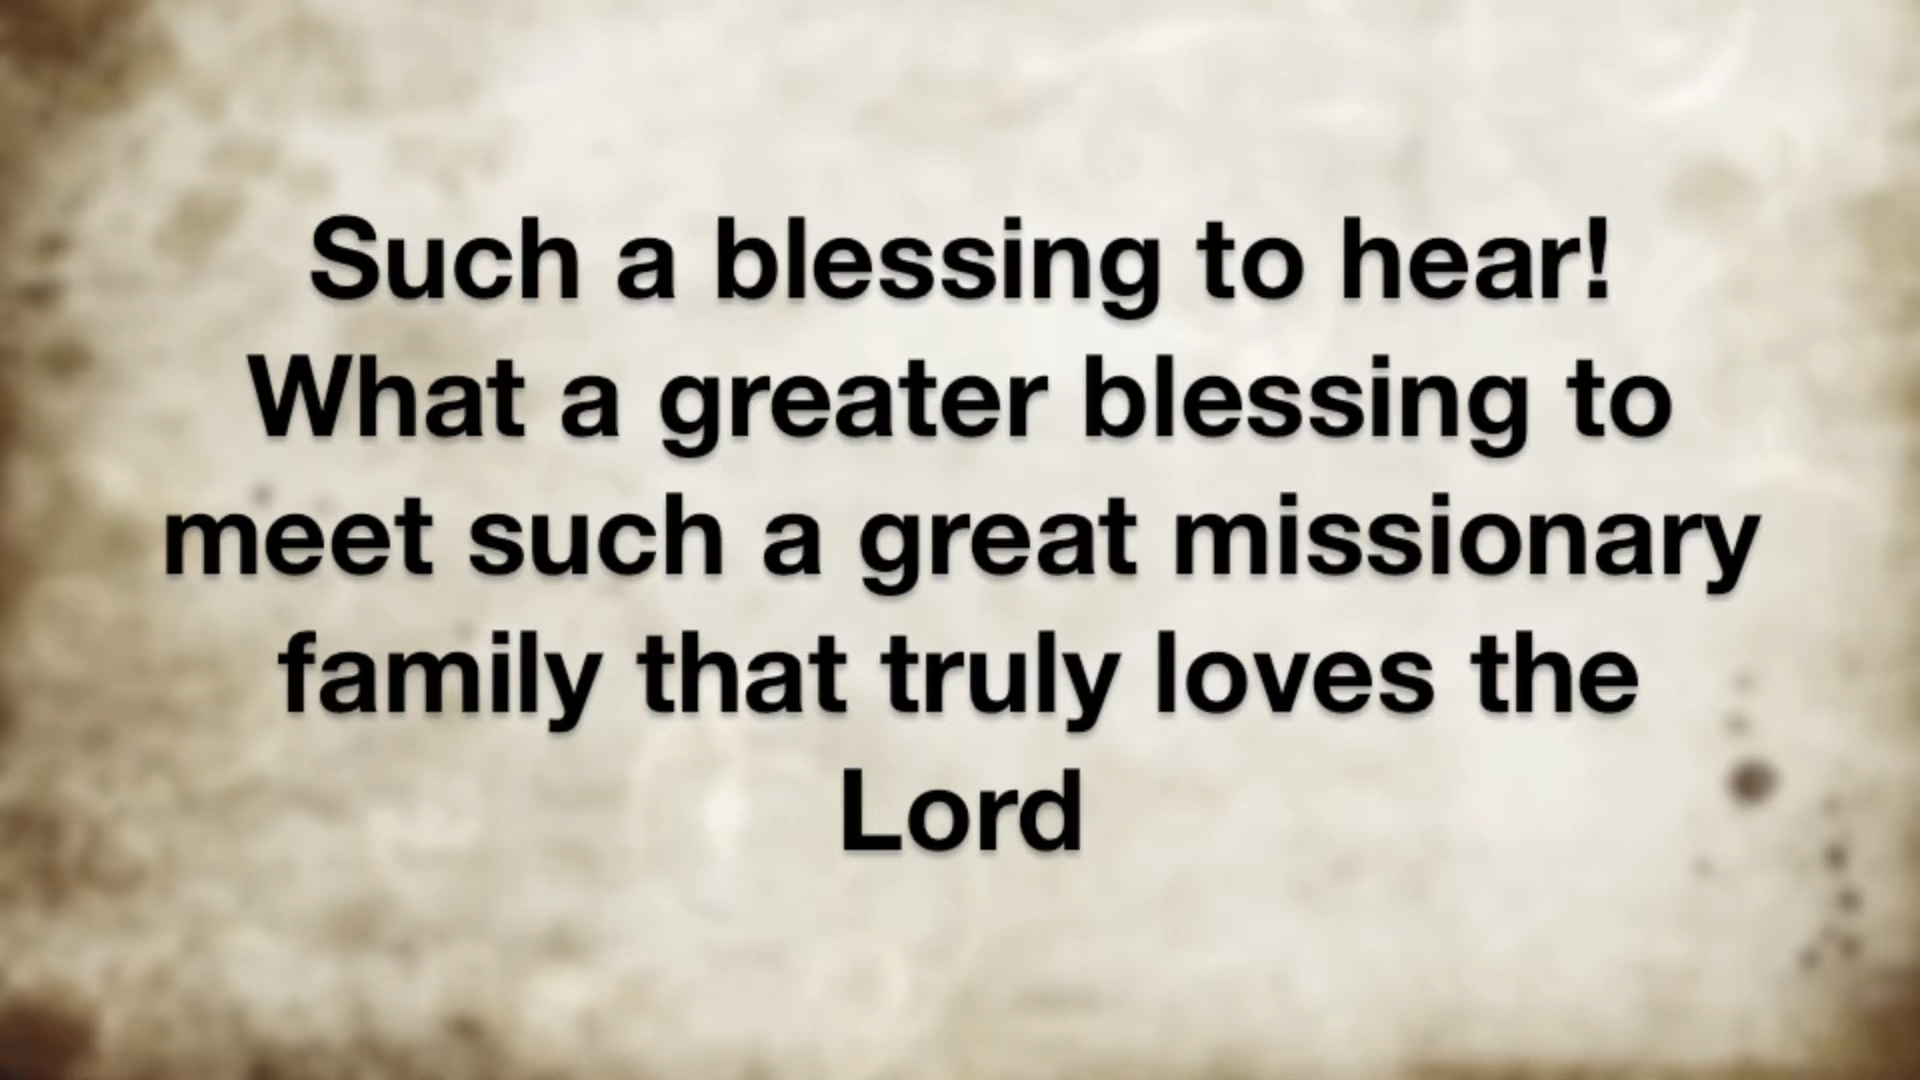 Such a blessing to hear!
What a greater blessing to
meet such a great missionary
family that truly loves the
Lord